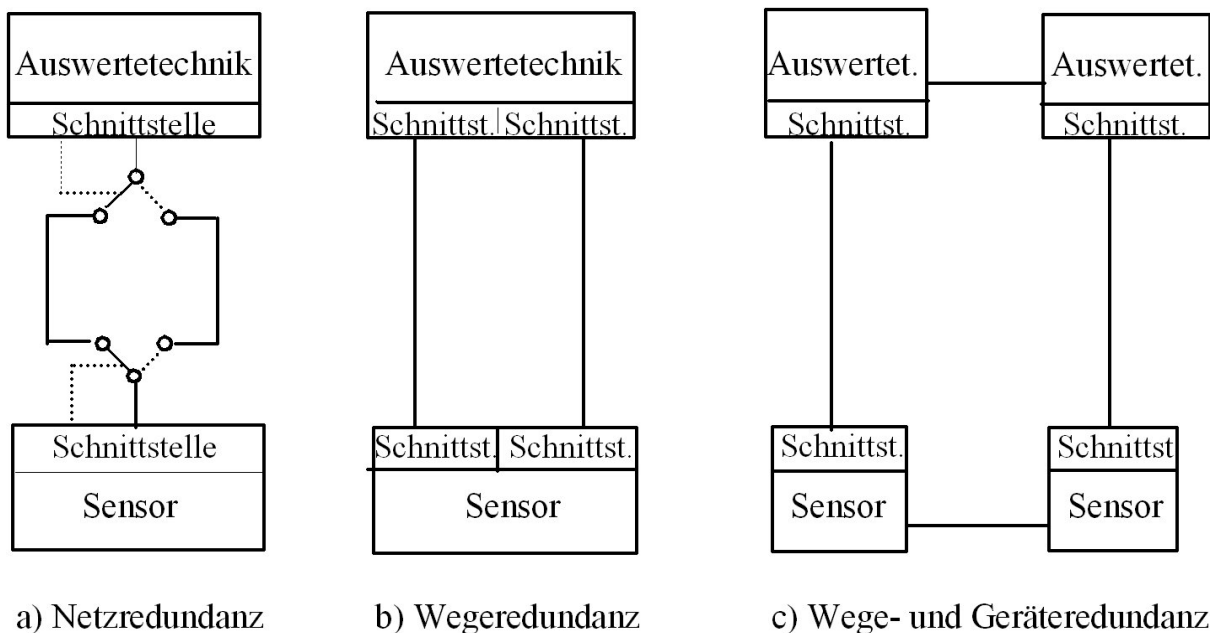 Auswertetechnik
Schnittstelle
Schnittstelle
Sensor
a) Netzredundanz
Auswertetechnik
Schnittst. Schnittst.
Schnittst. Schnittst.
Sensor
b) Wegeredundanz
Auswertet. Auswertet.
Schnittst. Schnittst.
Schnittst. Schnittst
Sensor Sensor
c) Wege- und Geräteredundanz